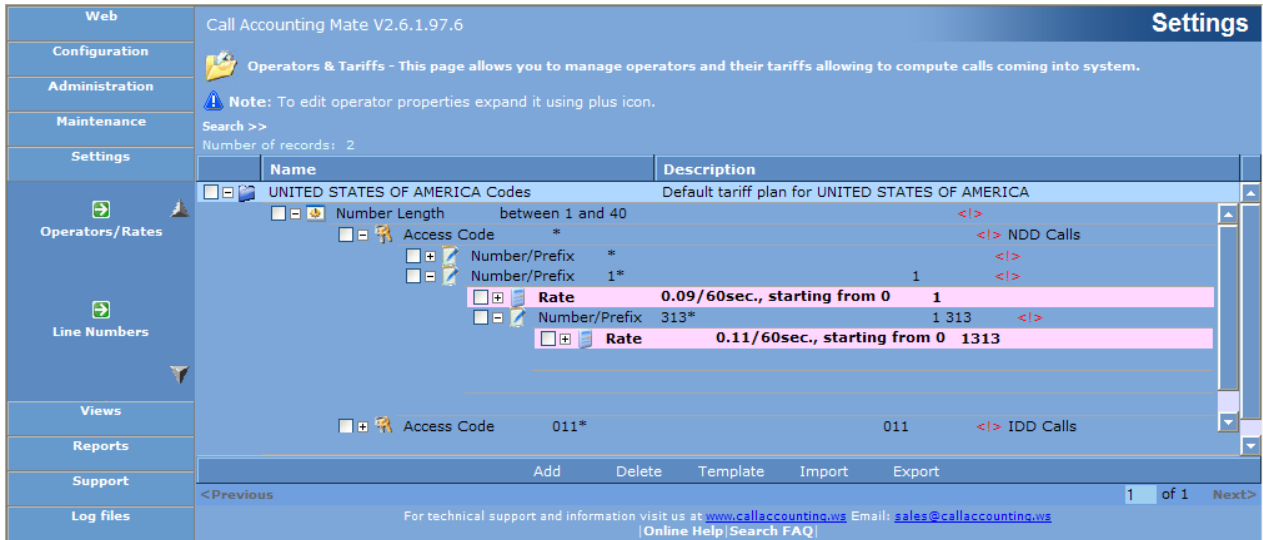 Web
Configuration
Administration
Maintenance
Settings
Operators/Rates
Line Numbers
Views
Reports
Support
Log files
Call Accounting Mate V2.6.1.97.6
Settings
Operators & Tariffs - This page allows you to manage operators and their tariffs allowing to compute calls coming into system.
Note: To edit operator properties expand it using plus icon.
Search >>
Number of records: 2
Name Description
UNITED STATES OF AMERICA Codes Default tariff plan for UNITED STATES OF AMERICA
Number Length between 1 and 40 <!>
Access Code * <!> NDD Calls
Number/Prefix * <!>
Number/Prefix 1* 1 <!>
Rate 0.09/60sec., starting from 0 1
Number/Prefix 313* 1 313 <!>
Rate 0.11/60sec., starting from 0 1313
Access Code 011* 011 <!> IDD Calls
Add Delete Template Import Export
<Previous 1 of 1 Next>
For technical support and information visit us at www.callaccounting.ws Email: sales@callaccounting.ws
|Online Help|Search FAQ|